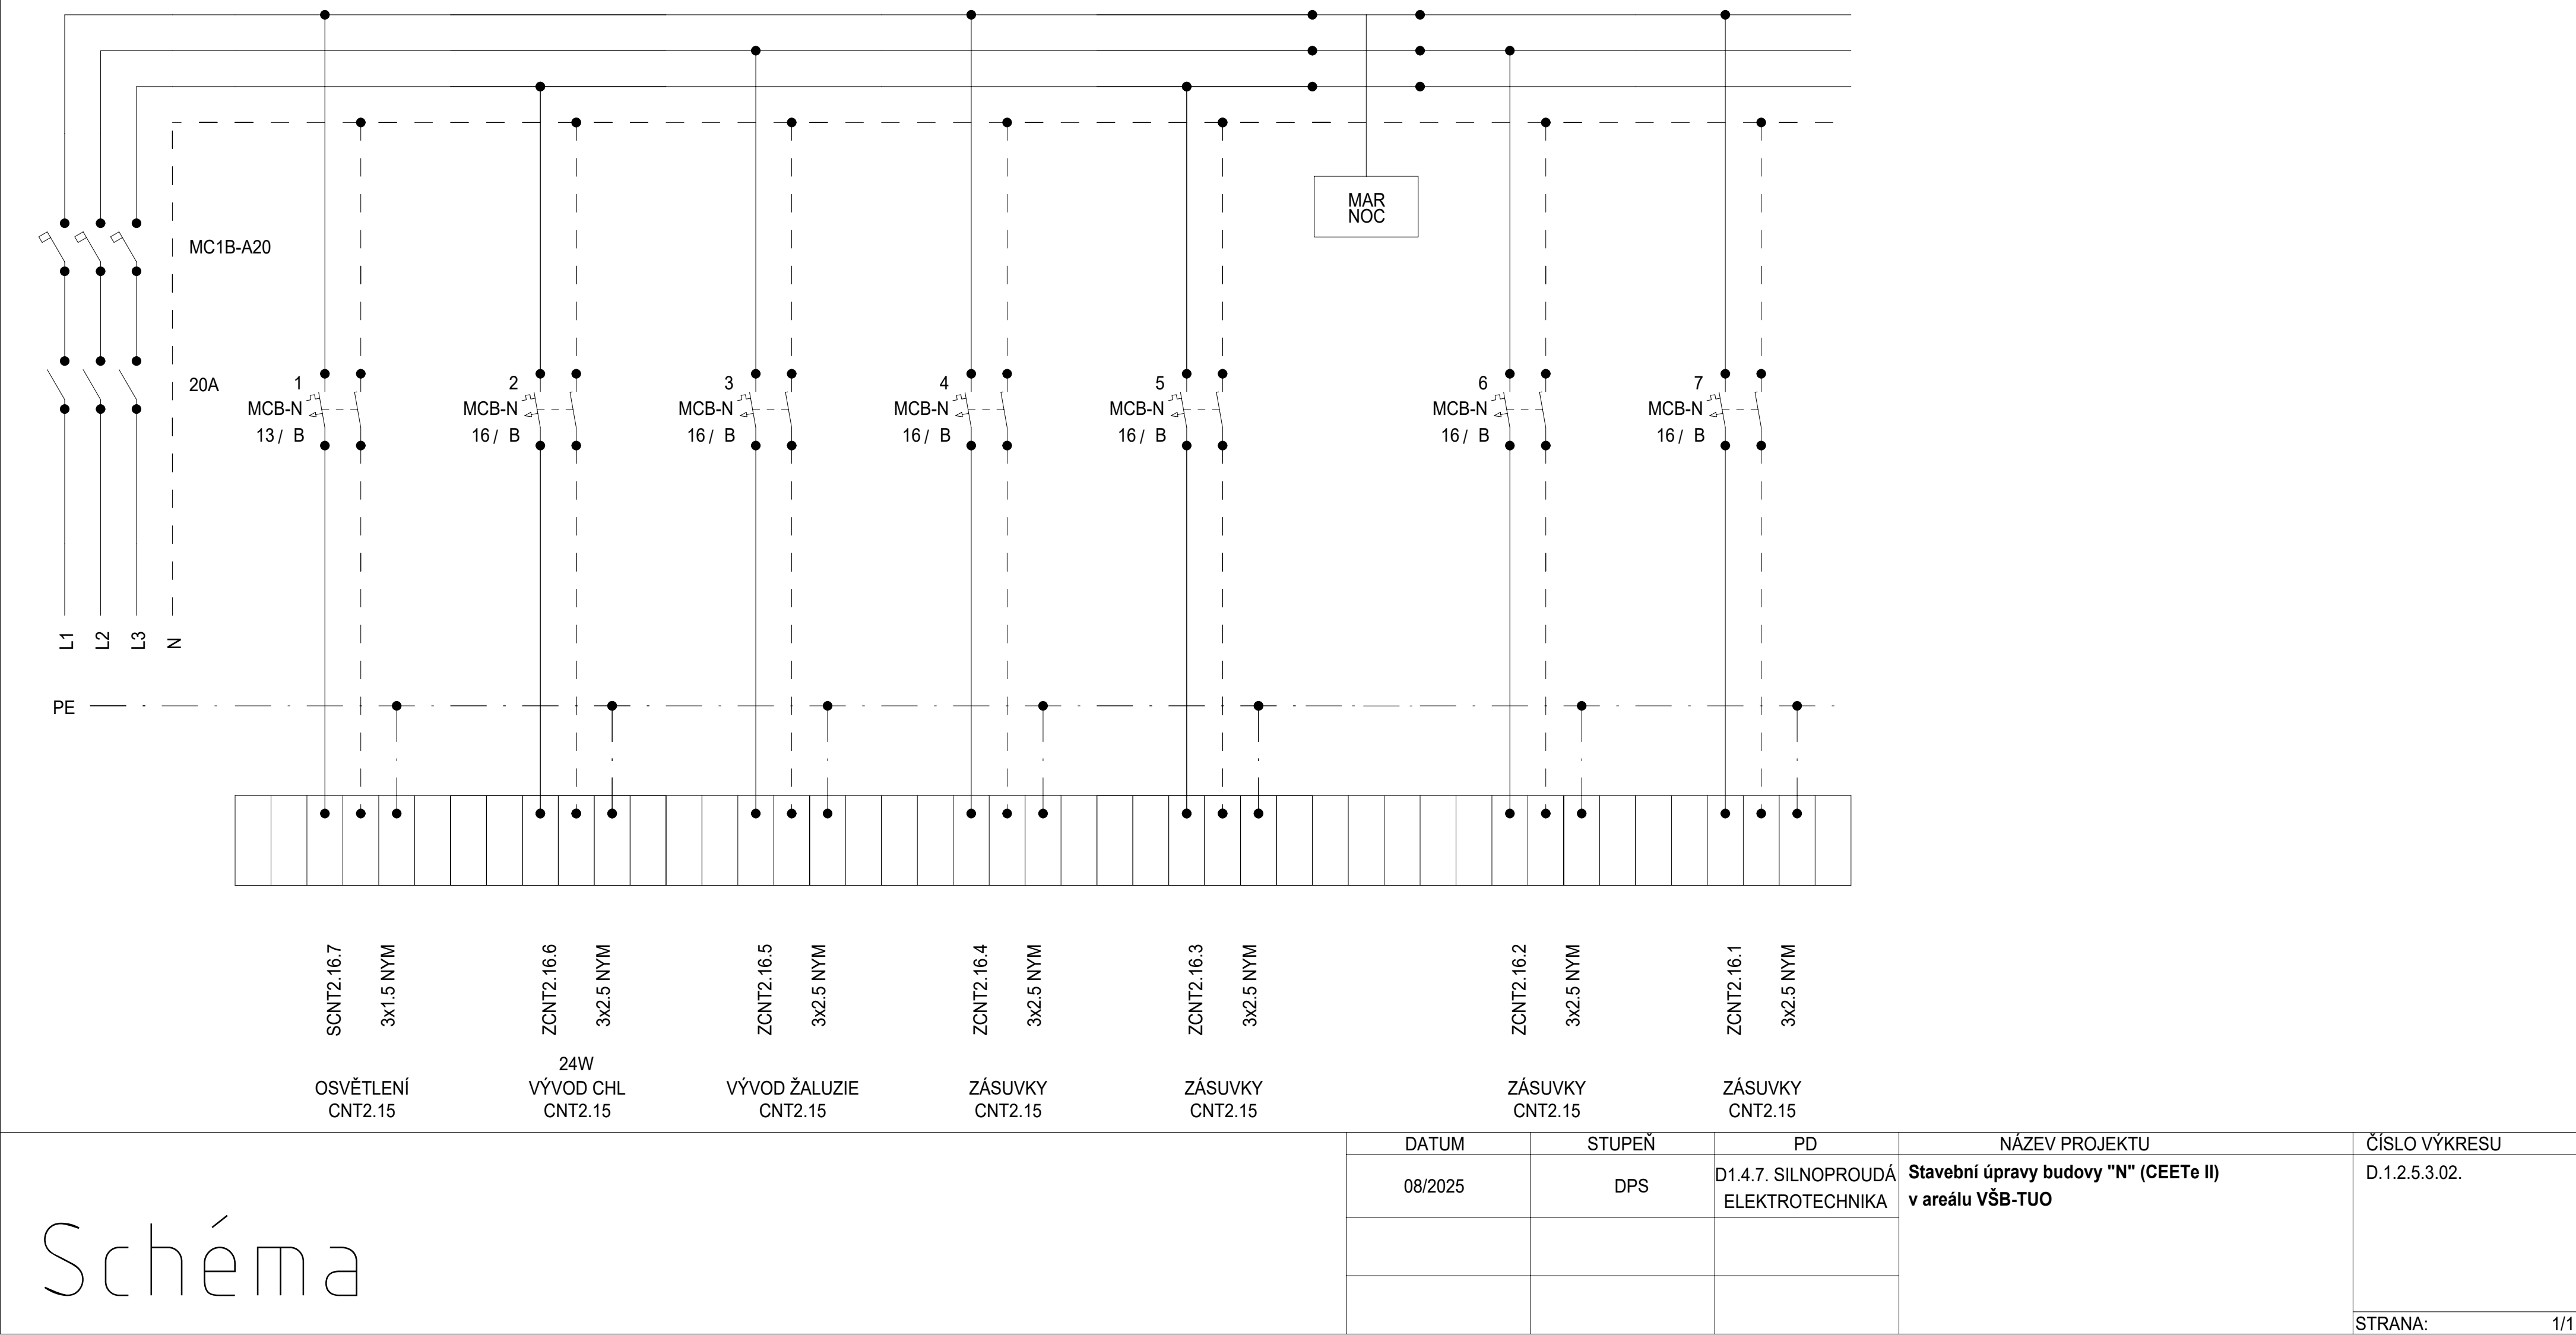 MAR
NOC
MC1B-A20
20A
1
MCB-N
13 / B
2
MCB-N
16 / B
3
MCB-N
16 / B
4
MCB-N
16 / B
5
MCB-N
16 / B
6
MCB-N
16 / B
7
MCB-N
16 / B
L1
L2
L3
N
PE
SCNT2.16.7
3x1.5 NYM
ZCNT2.16.6
3x2.5 NYM
ZCNT2.16.5
3x2.5 NYM
ZCNT2.16.4
3x2.5 NYM
ZCNT2.16.3
3x2.5 NYM
ZCNT2.16.2
3x2.5 NYM
ZCNT2.16.1
3x2.5 NYM
OSVĚTLENÍ
CNT2.15
24W
VÝVOD CHL
CNT2.15
VÝVOD ŽALUZIE
CNT2.15
ZÁSUVKY
CNT2.15
ZÁSUVKY
CNT2.15
ZÁSUVKY
CNT2.15
ZÁSUVKY
CNT2.15
Schéma
DATUM
08/2025
STUPEŇ
DPS
PD
D1.4.7. SILNOPROUDÁ
ELEKTROTECHNIKA
NÁZEV PROJEKTU
Stavební úpravy budovy "N" (CEETe II)
v areálu VŠB-TUO
ČÍSLO VÝKRESU
D.1.2.5.3.02.
STRANA: 1/1